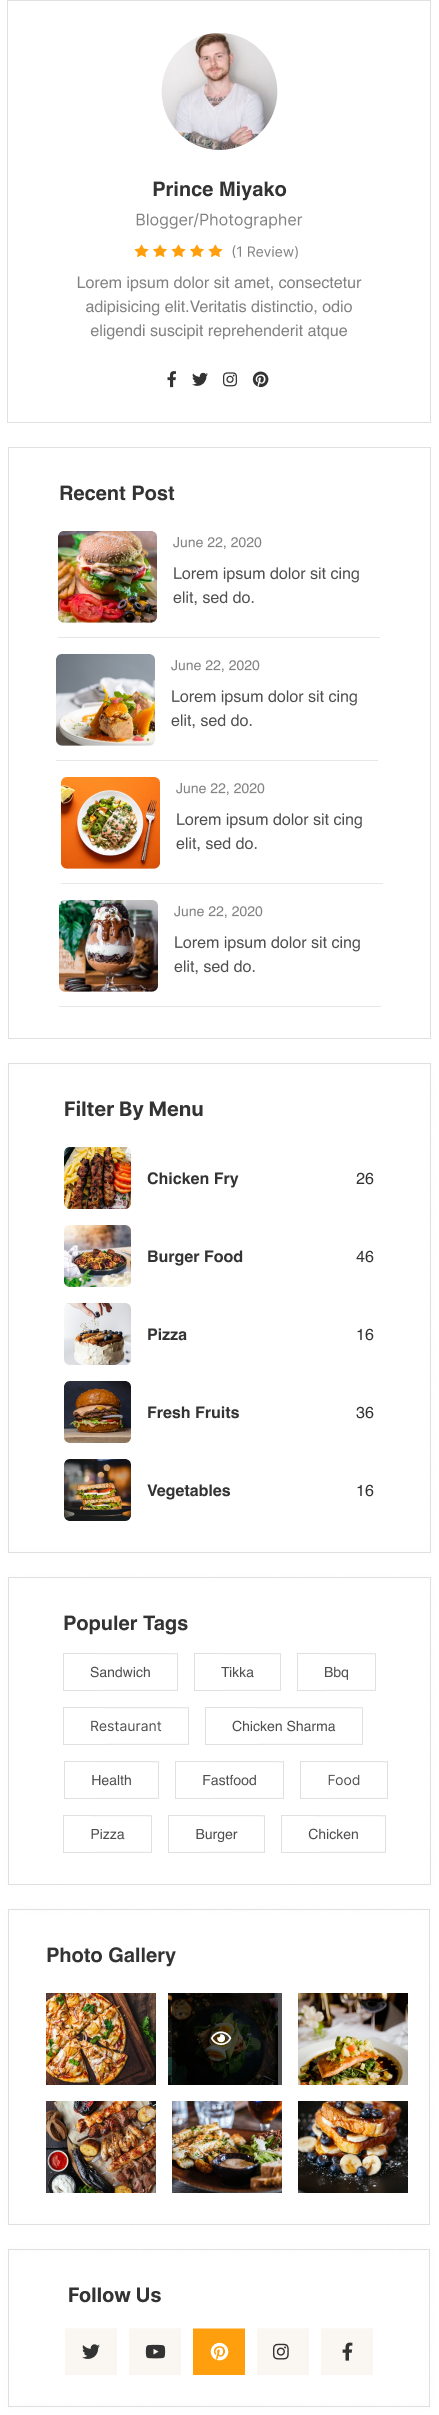 Prince Miyako
Blogger/Photographer
(1 Review)
Lorem ipsum dolor sit amet, consectetur
adipisicing elit.Veritatis distinctio, odio
eligendi suscipit reprehenderit atque
Recent Post
June 22, 2020
Lorem ipsum dolor sit cing
elit, sed do.
June 22, 2020
Lorem ipsum dolor sit cing
elit, sed do.
June 22, 2020
Lorem ipsum dolor sit cing
elit, sed do.
June 22, 2020
Lorem ipsum dolor sit cing
elit, sed do.
Filter By Menu
Chicken Fry 26
Burger Food 46
Pizza 16
Fresh Fruits 36
Vegetables 16
Populer Tags
Sandwich Tikka Bbq
Restaurant Chicken Sharma
Health Fastfood Food
Pizza Burger Chicken
Photo Gallery
Follow Us